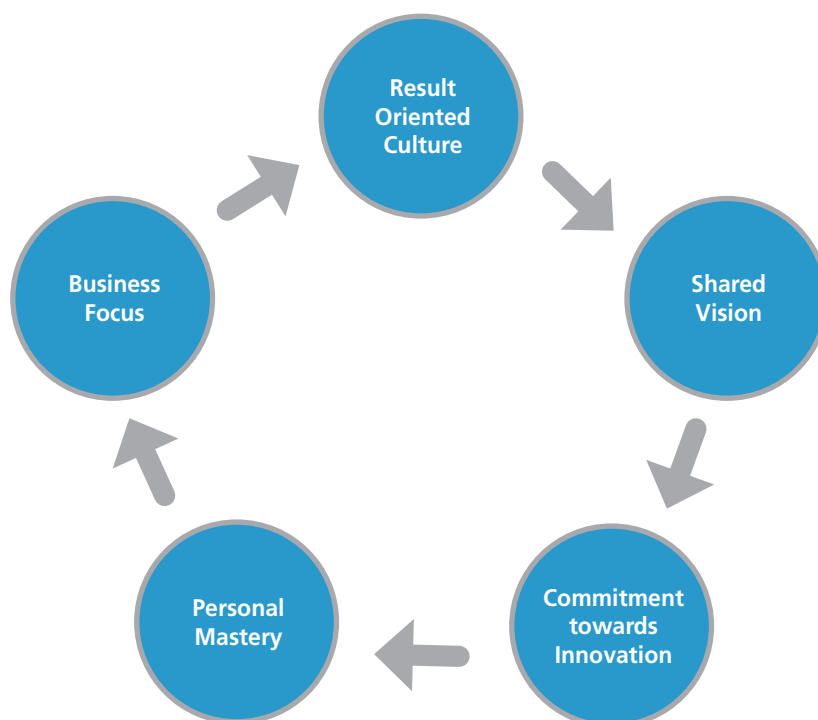 Result
Oriented
Culture
Shared
Vision
Commitment
towards
Innovation
Personal
Mastery
Business
Focus